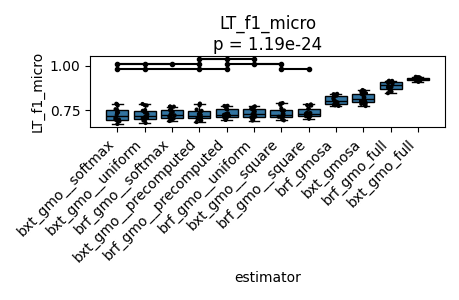 LT_f1_micro
p = 1.19e-24
LT_f1_micro
1.00
0.75
bxt_gmo__softmax
bxt_gmo__uniform
brf_gmo__softmax
bxt_gmo__precomputed
brf_gmo__precomputed
brf_gmo__uniform
bxt_gmo__square
brf_gmo__square
brf_gmosa
bxt_gmosa
brf_gmo_full
bxt_gmo_full
estimator